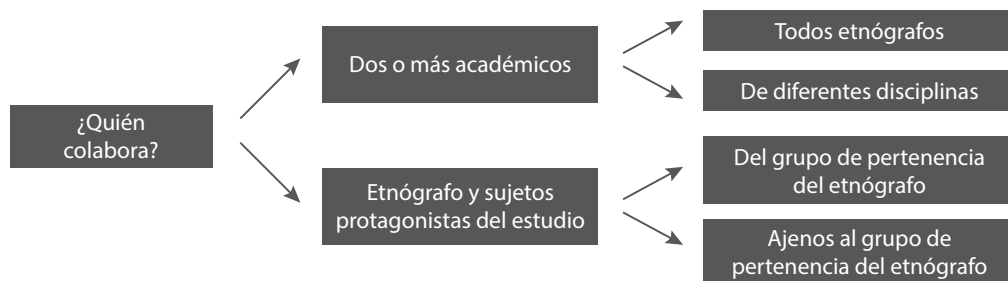 ¿Quién
colabora?
Dos o más académicos
Todos etnógrafos
De diferentes disciplinas
Etnógrafo y sujetos
protagonistas del estudio
Del grupo de pertenencia
del etnógrafo
Ajenos al grupo de
pertenencia del etnógrafo